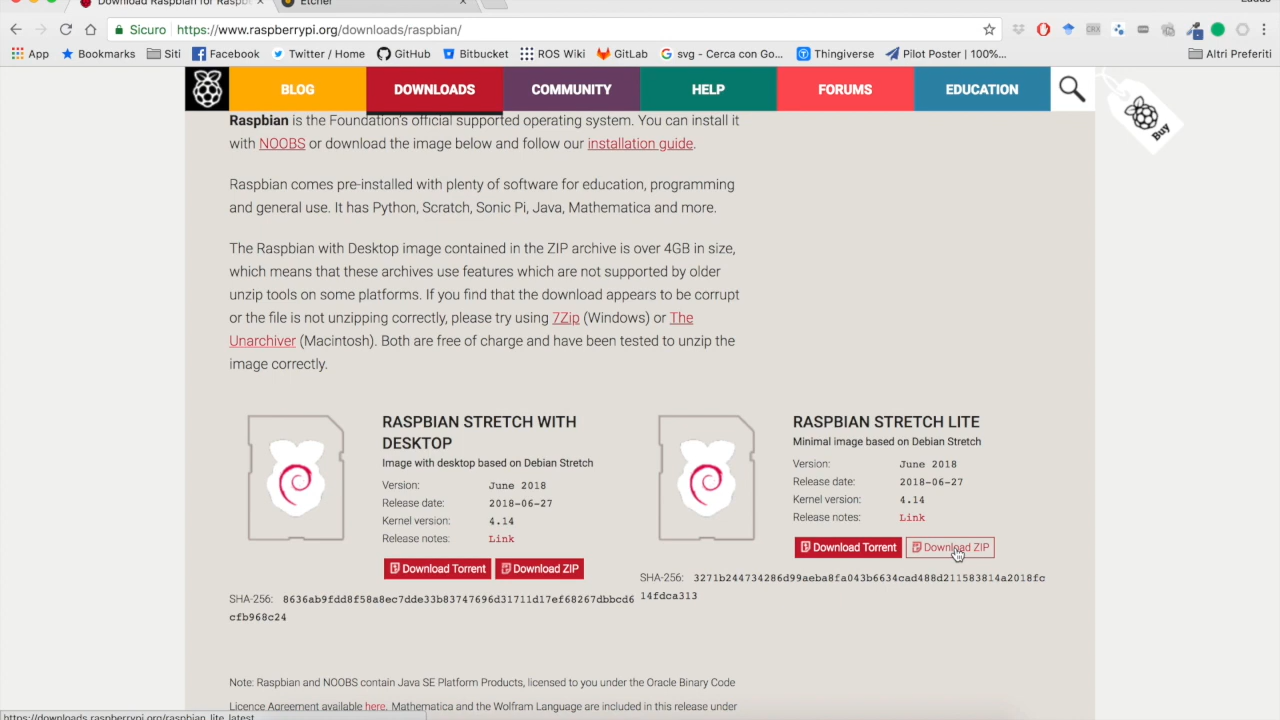 Download Raspbian for Raspb
Etcher
Sicuro
https://www.raspberrypi.org/downloads/raspbian/
App
Bookmarks
Siti
Facebook
Twitter / Home
GitHub
Bitbucket
ROS Wiki
GitLab
svg - Cerca con Go...
Thingiverse
Pilot Poster | 100%...
Altri Preferiti
BLOG
DOWNLOADS
COMMUNITY
HELP
FORUMS
EDUCATION
Buy
Raspbian is the Foundation's official supported operating system. You can install it
with NOOBS or download the image below and follow our installation guide.
Raspbian comes pre-installed with plenty of software for education, programming
and general use. It has Python, Scratch, Sonic Pi, Java, Mathematica and more.
The Raspbian with Desktop image contained in the ZIP archive is over 4GB in size,
which means that these archives use features which are not supported by older
unzip tools on some platforms. If you find that the download appears to be corrupt
or the file is not unzipping correctly, please try using 7Zip (Windows) or The
Unarchiver (Macintosh). Both are free of charge and have been tested to unzip the
image correctly.
RASPBIAN STRETCH WITH
DESKTOP
Image with desktop based on Debian Stretch
Version: June 2018
Release date: 2018-06-27
Kernel version: 4.14
Release notes: Link
Download Torrent
Download ZIP
SHA-256: 8636ab9fdd8f58a8ec7dde33b83747696d31711d17ef68267dbbcd6
cfb968c24
RASPBIAN STRETCH LITE
Minimal image based on Debian Stretch
Version: June 2018
Release date: 2018-06-27
Kernel version: 4.14
Release notes: Link
Download Torrent
Download ZIP
SHA-256: 3271b244734286d99aeba8fa043b6634cad488d211583814a2018fc
14fdca313
Note: Raspbian and NOOBS contain Java SE Platform Products, licensed to you under the Oracle Binary Code
Licence Agreement available here. Mathematica and the Wolfram Language are included in this release under
https://downloads.raspberrypi.org/raspbian_lite_latest